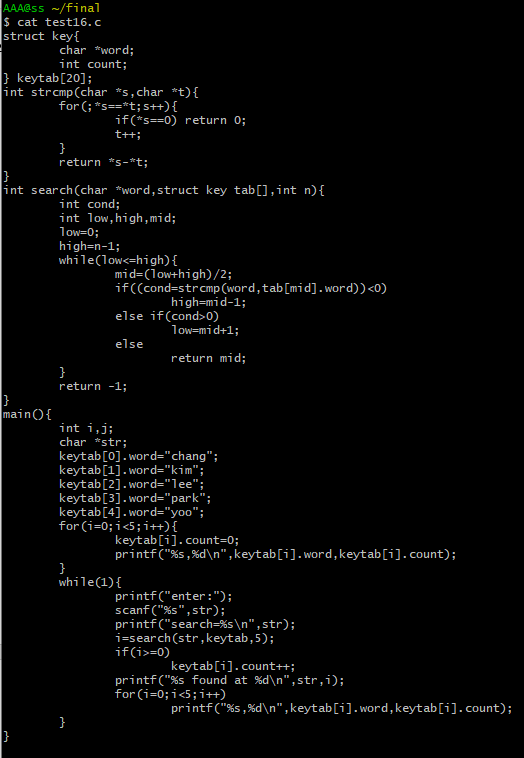 AAA@ss ~/final
$ cat test16.c
struct key{
        char *word;
        int count;
} keytab[20];
int strcmp(char *s,char *t){
        for(;*s==*t;s++){
                if(*s==0) return 0;
                t++;
        }
        return *s-*t;
}
int search(char *word,struct key tab[],int n){
        int cond;
        int low,high,mid;
        low=0;
        high=n-1;
        while(low<=high){
                mid=(low+high)/2;
                if((cond=strcmp(word,tab[mid].word))<0)
                        high=mid-1;
                else if(cond>0)
                        low=mid+1;
                else
                        return mid;
        }
        return -1;
}
main(){
        int i,j;
        char *str;
        keytab[0].word="chang";
        keytab[1].word="kim";
        keytab[2].word="lee";
        keytab[3].word="park";
        keytab[4].word="yoo";
        for(i=0;i<5;i++){
                keytab[i].count=0;
                printf("%s,%d\n",keytab[i].word,keytab[i].count);
        }
        while(1){
                printf("enter:");
                scanf("%s",str);
                printf("search=%s\n",str);
                i=search(str,keytab,5);
                if(i>=0)
                        keytab[i].count++;
                printf("%s found at %d\n",str,i);
                for(i=0;i<5;i++)
                        printf("%s,%d\n",keytab[i].word,keytab[i].count);
        }
}